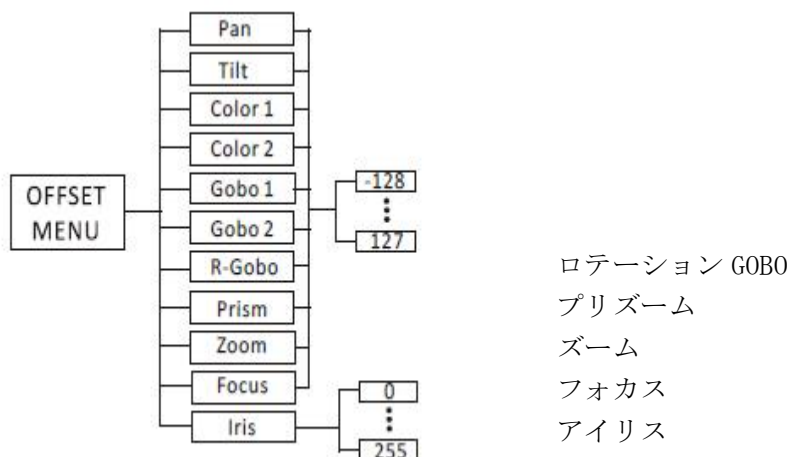 Pan
Tilt
Color 1
Color 2
Gobo 1
Gobo 2
R-Gobo
Prism
Zoom
Focus
Iris
OFFSET
MENU
-128
127
0
255
ロテーション GOBO
プリズーム
ズーム
フォカス
アイリス